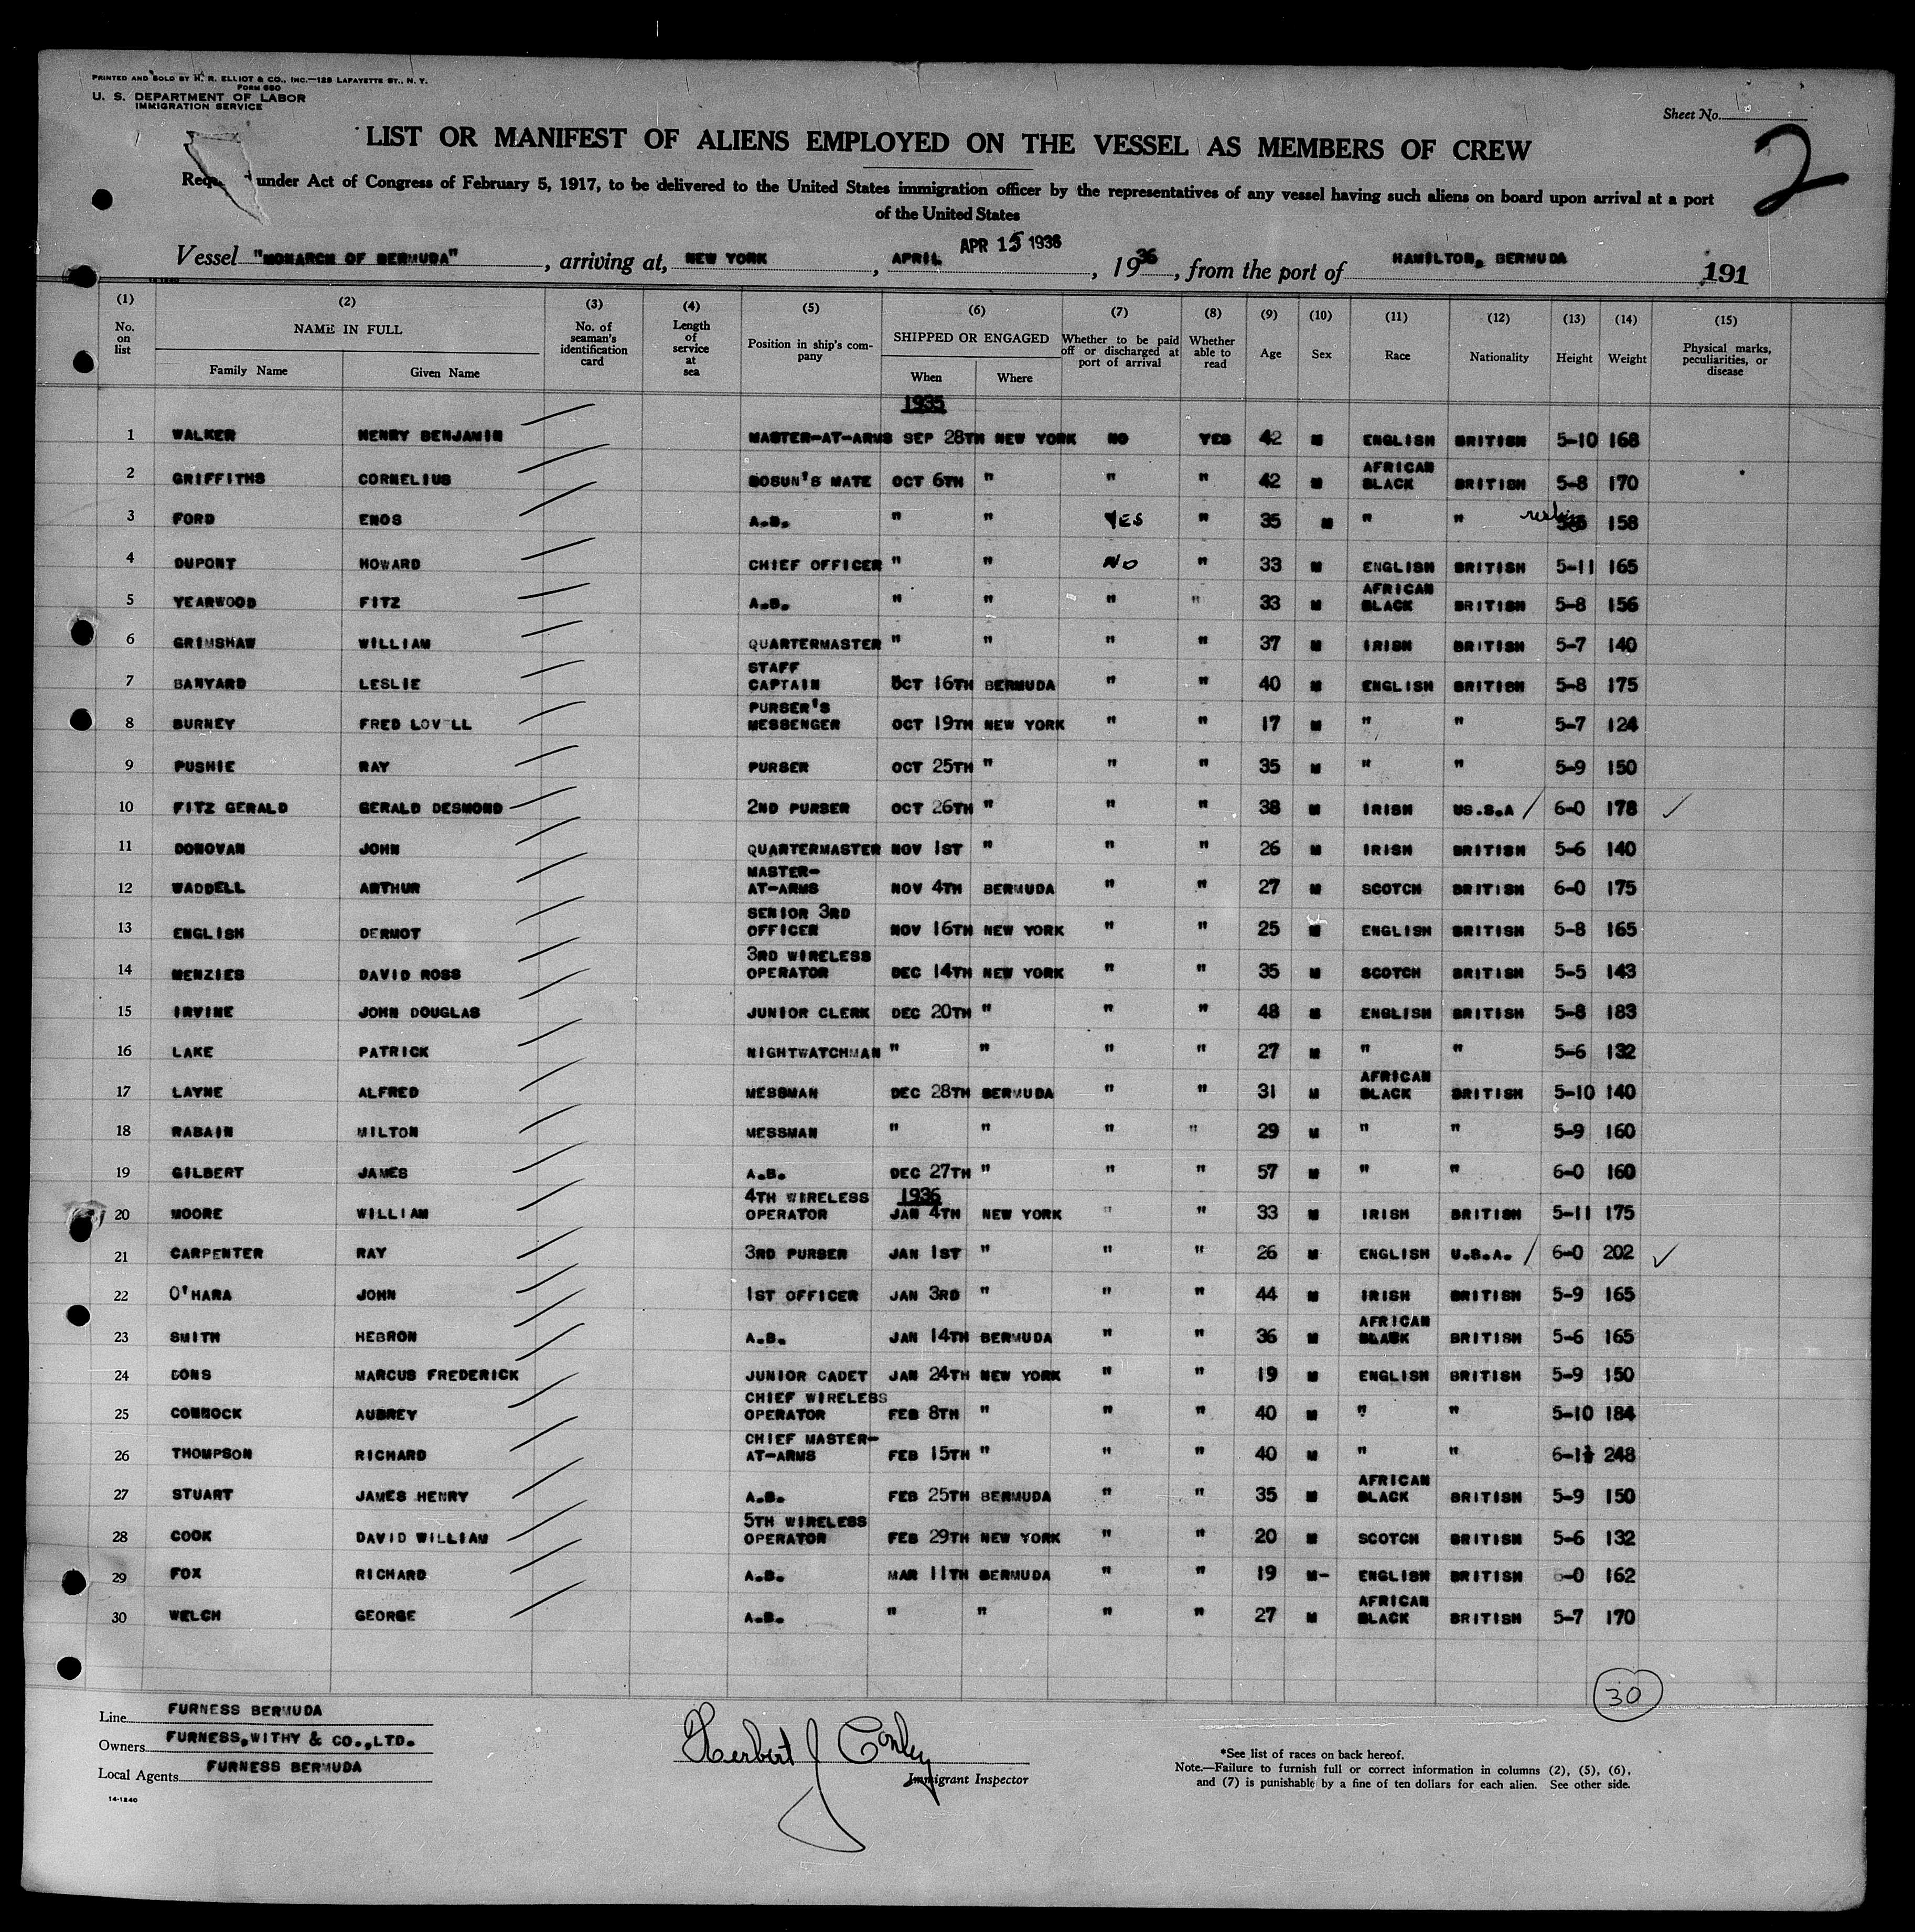 PRINTED AND SOLD BY H. R. ELLIOT & CO., INC.—129 LAFAYETTE ST., N. Y.
FORM 680
U. S. DEPARTMENT OF LABOR
IMMIGRATION SERVICE
Sheet No.
2
LIST OR MANIFEST OF ALIENS EMPLOYED ON THE VESSEL AS MEMBERS OF CREW
under Act of Congress of February 5, 1917, to be delivered to the United States immigration officer by the representatives of any vessel having such aliens on board upon arrival at a port
of the United States
APR 15 1936
Vessel "MONARCH OF BERMUDA", arriving at, NEW YORK, APRIL, 1936, from the port of HAMILTON, BERMUDA 191
(1) (2) (3) (4) (5) (6) (7) (8) (9) (10) (11) (12) (13) (14) (15)
No. on list NAME IN FULL Family Name Given Name No. of seaman's identification card Length of service at sea Position in ship's company SHIPPED OR ENGAGED When Where Whether to be paid off or discharged at port of arrival Whether able to read Age Sex Race Nationality Height Weight Physical marks, peculiarities, or disease
1935
1 WALKER HENRY BENJAMIN MASTER-AT-ARMS SEP 28TH NEW YORK NO YES 42 M ENGLISH BRITISH 5-10 168
2 GRIFFITHS CORNELIUS BOSUN'S MATE OCT 6TH " " " 42 M AFRICAN BLACK BRITISH 5-8 170
3 FORD ENOS A.B. " " YES " 35 M " " 158
4 DUPONT HOWARD CHIEF OFFICER " " NO " 33 M ENGLISH BRITISH 5-11 165
5 YEARWOOD FITZ A.B. " " " " 33 M AFRICAN BLACK BRITISH 5-8 156
6 GRIMSHAW WILLIAM QUARTERMASTER " " " " 37 M IRISH BRITISH 5-7 140
7 BANYARD LESLIE STAFF CAPTAIN OCT 16TH BERMUDA " " 40 M ENGLISH BRITISH 5-8 175
8 BURNEY FRED LOVELL PURSER'S MESSENGER OCT 19TH NEW YORK " " 17 M " " 5-7 124
9 PUSHIE RAY PURSER OCT 25TH " " " 35 M " " 5-9 150
10 FITZ GERALD GERALD DESMOND 2ND PURSER OCT 26TH " " " 38 M IRISH US.S.A / 6-0 178 ✓
11 DONOVAN JOHN QUARTERMASTER NOV 1ST " " " 26 M IRISH BRITISH 5-6 140
12 WADDELL ARTHUR MASTER-AT-ARMS NOV 4TH BERMUDA " " 27 M SCOTCH BRITISH 6-0 175
13 ENGLISH DERMOT SENIOR 3RD OFFICER NOV 16TH NEW YORK " " 25 M ENGLISH BRITISH 5-8 165
14 MENZIES DAVID ROSS 3RD WIRELESS OPERATOR DEC 14TH NEW YORK " " 35 M SCOTCH BRITISH 5-5 143
15 IRVINE JOHN DOUGLAS JUNIOR CLERK DEC 20TH " " " 48 M ENGLISH BRITISH 5-8 183
16 LAKE PATRICK NIGHTWATCHMAN " " " " 27 M " " 5-6 132
17 LAYNE ALFRED MESSMAN DEC 28TH BERMUDA " " 31 M AFRICAN BLACK BRITISH 5-10 140
18 RABAIN MILTON MESSMAN " " " " 29 M " " 5-9 160
19 GILBERT JAMES A.B. DEC 27TH " " " 57 M " " 6-0 160
1936
20 MOORE WILLIAM 4TH WIRELESS OPERATOR JAN 4TH NEW YORK " " 33 M IRISH BRITISH 5-11 175
21 CARPENTER RAY 3RD PURSER JAN 1ST " " " 26 M ENGLISH U.S.A. / 6-0 202 ✓
22 O'HARA JOHN 1ST OFFICER JAN 3RD " " " 44 M IRISH BRITISH 5-9 165
23 SMITH HEBRON A.B. JAN 14TH BERMUDA " " 36 M AFRICAN BLACK BRITISH 5-6 165
24 CONS MARCUS FREDERICK JUNIOR CADET JAN 24TH NEW YORK " " 19 M ENGLISH BRITISH 5-9 150
25 CONNOCK AUBREY CHIEF WIRELESS OPERATOR FEB 8TH " " " 40 M " " 5-10 184
26 THOMPSON RICHARD CHIEF MASTER-AT-ARMS FEB 15TH " " " 40 M " " 6-1½ 248
27 STUART JAMES HENRY A.B. FEB 25TH BERMUDA " " 35 M AFRICAN BLACK BRITISH 5-9 150
28 COOK DAVID WILLIAM 5TH WIRELESS OPERATOR FEB 29TH NEW YORK " " 20 M SCOTCH BRITISH 5-6 132
29 FOX RICHARD A.B. MAR 11TH BERMUDA " " 19 M- ENGLISH BRITISH 6-0 162
30 WELCH GEORGE A.B. " " " " 27 M AFRICAN BLACK BRITISH 5-7 170
30
Line FURNESS BERMUDA
Owners FURNESS, WITHY & CO., LTD.
Local Agents FURNESS BERMUDA
14-1240
Herbert J Conley
Immigrant Inspector
*See list of races on back hereof.
Note.—Failure to furnish full or correct information in columns (2), (5), (6),
and (7) is punishable by a fine of ten dollars for each alien. See other side.